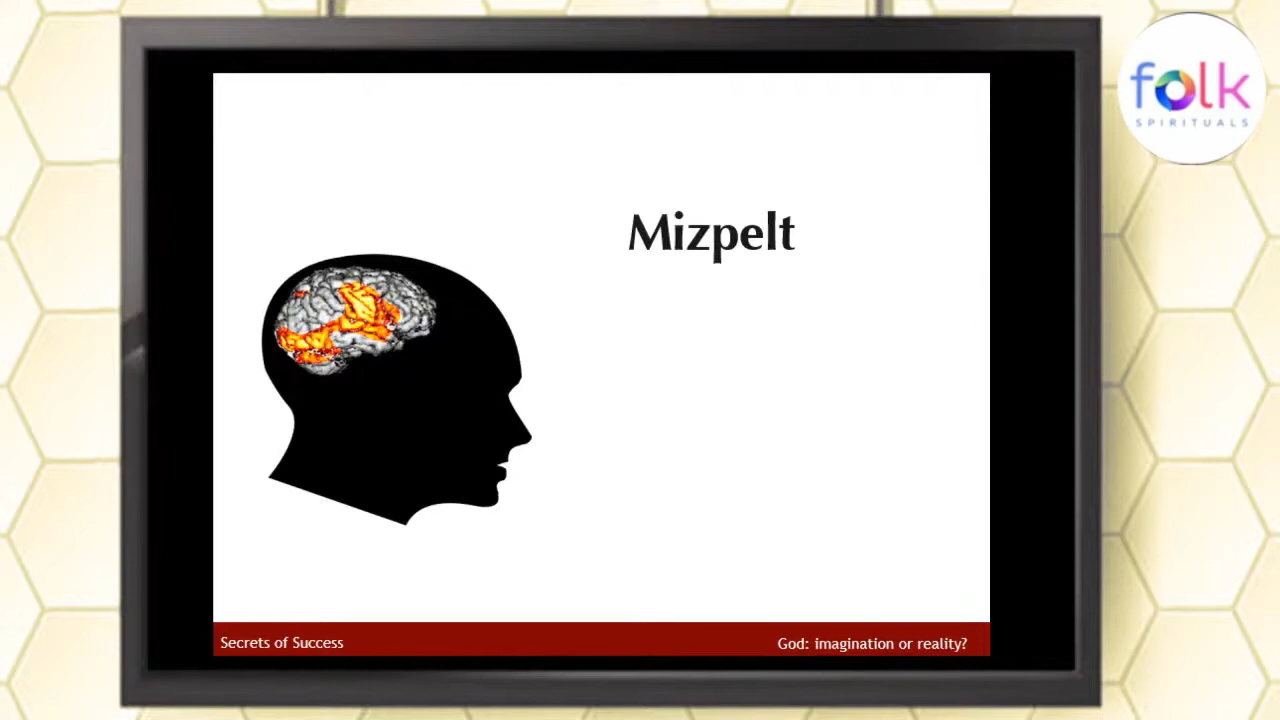 folk
SPIRITUALS
Mizpelt
Secrets of Success
God: imagination or reality?